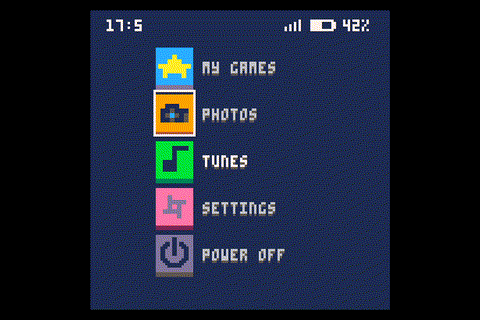 17:5 42%
MY GAMES
PHOTOS
TUNES
SETTINGS
POWER OFF